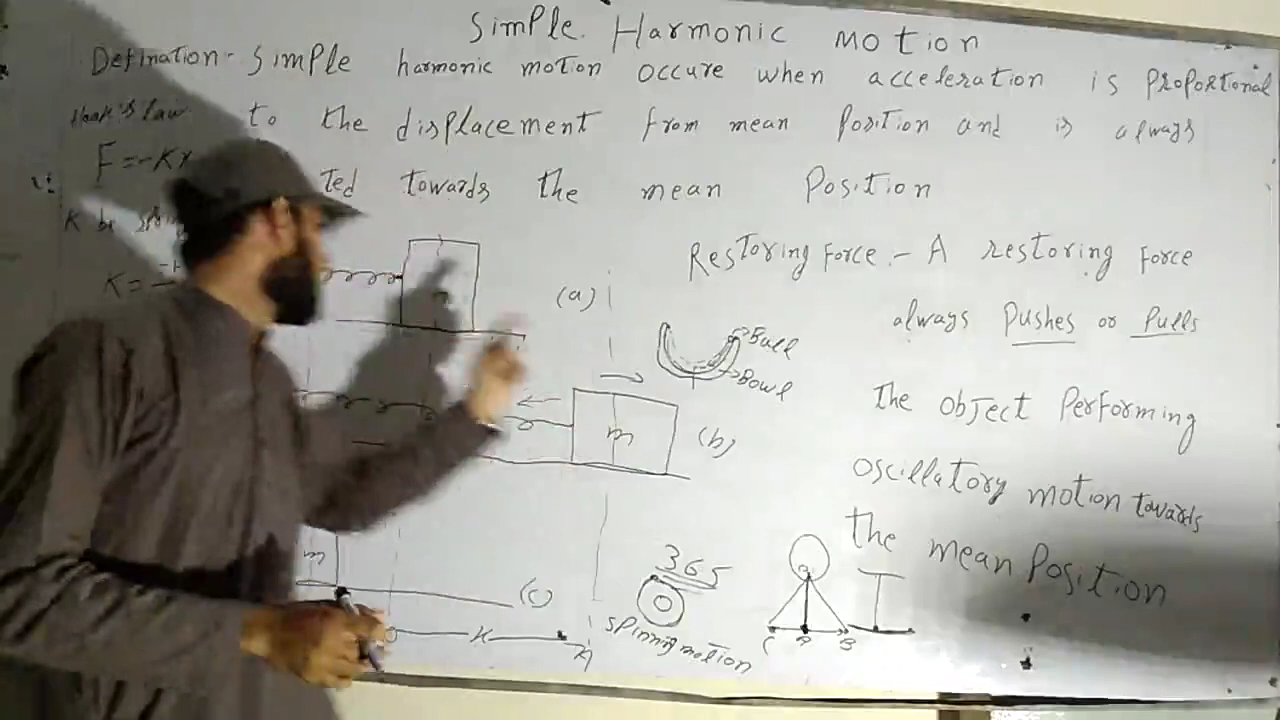 Simple. Harmonic motion
Defination- Simple harmonic motion occure when acceleration is proportional
Hook's law to the displacement from mean position and is always
F=-Kx ted towards the mean Position
K be
K=
Restoring Force :- A restoring force
always pushes or Pulls
the object Performing
oscillatory motion towards
the mean Position
(a)
Ball
Bowl
m
(b)
m
(c)
x
365
spinning motion
C A B